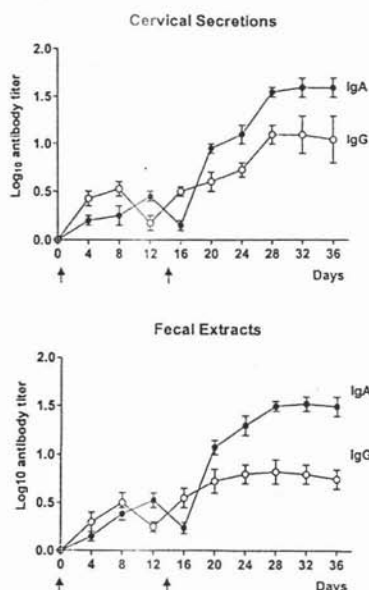 Cervical Secretions
Log10 antibody titer
2.0
1.5
1.0
0.5
0.0
IgA
IgG
0 4 8 12 16 20 24 28 32 36
Days
Fecal Extracts
Log10 antibody titer
2.0
1.5
1.0
0.5
0.0
IgA
IgG
0 4 8 12 16 20 24 28 32 36
Days